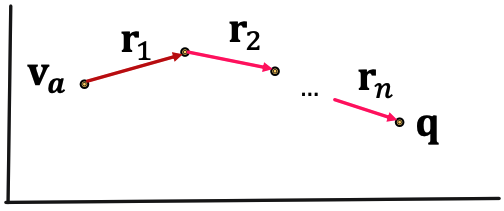 r₁
r₂
vₐ
...
rₙ
q